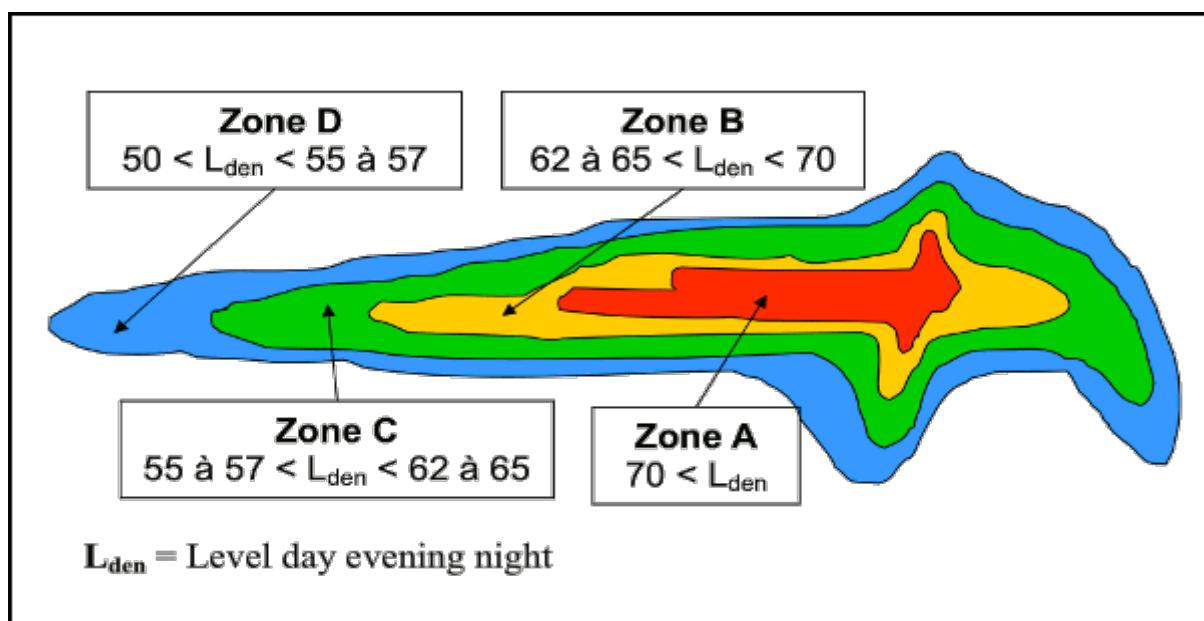 Zone D
50 < Lden < 55 à 57
Zone B
62 à 65 < Lden < 70
Zone C
55 à 57 < Lden < 62 à 65
Zone A
70 < Lden
Lden = Level day evening night